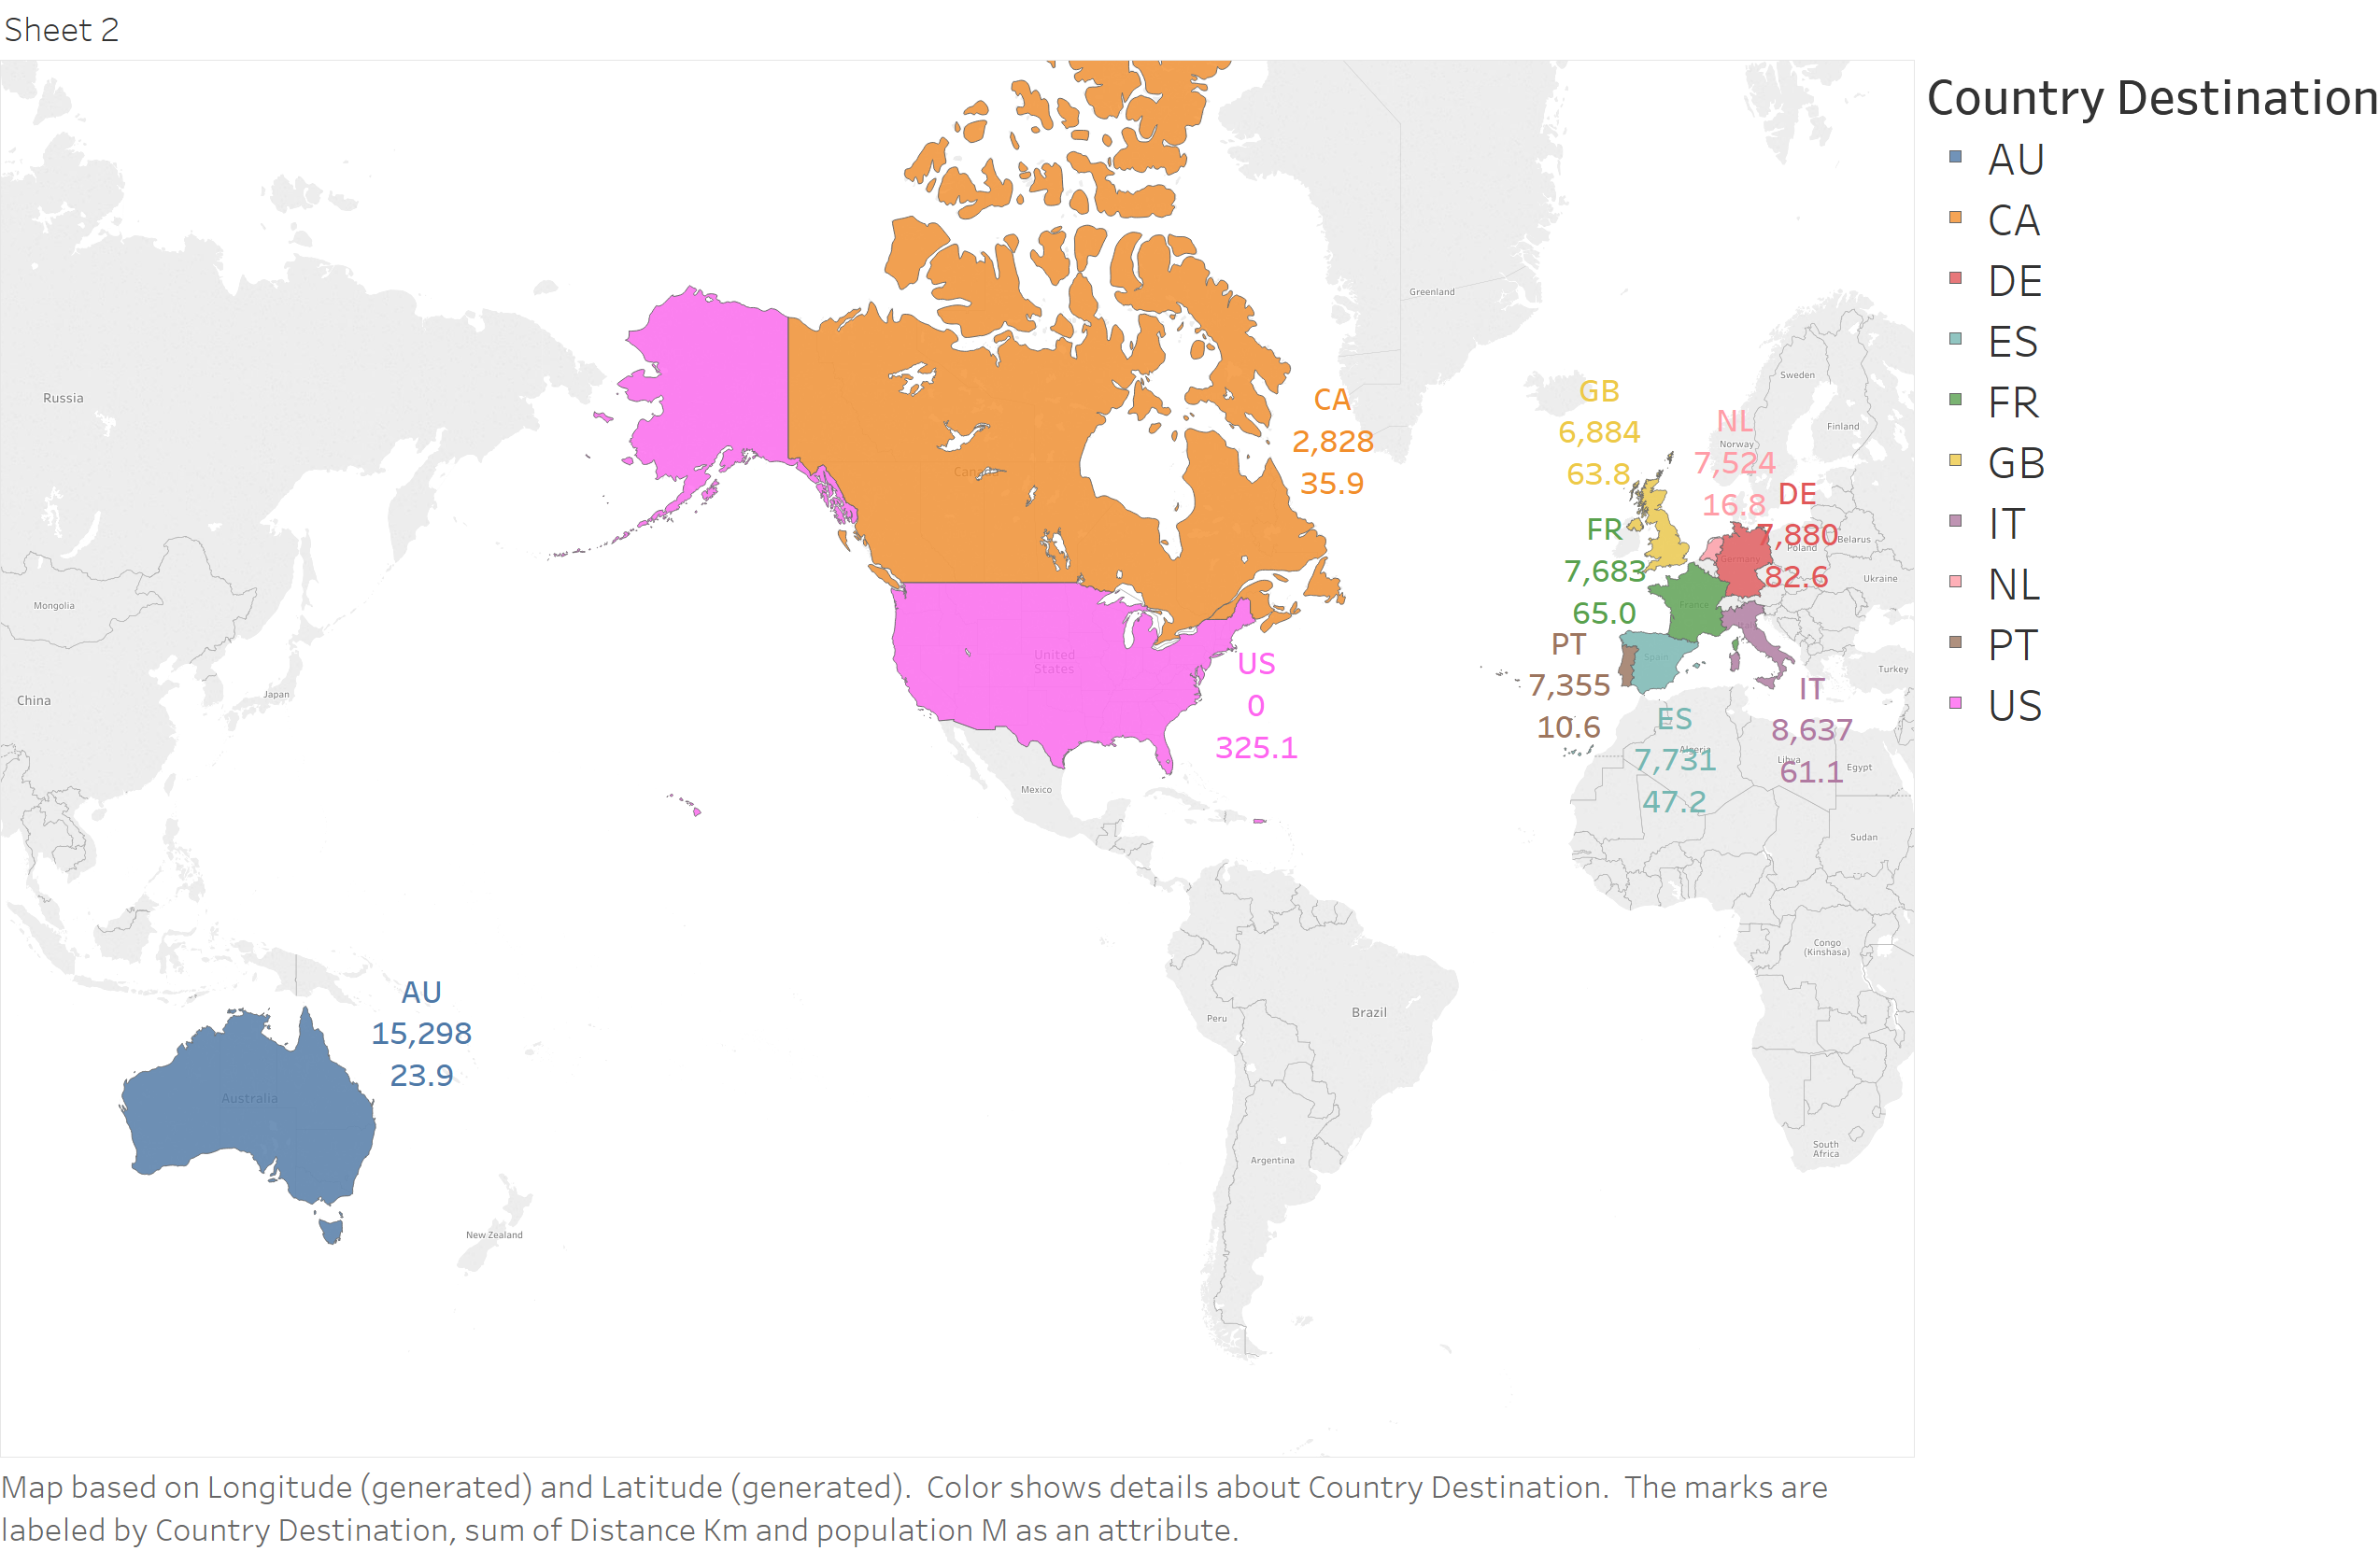 Sheet 2
Country Destination
AU
CA
DE
ES
FR
GB
IT
NL
PT
US
Greenland
Russia
Sweden
Finland
Norway
Canada
CA
2,828
35.9
GB
6,884
63.8
NL
7,524
16.8
DE
7,880
82.6
Poland
Belarus
Germany
Ukraine
FR
7,683
65.0
France
Mongolia
China
Japan
United
States
US
0
325.1
PT
7,355
10.6
Spain
Turkey
IT
8,637
61.1
ES
7,731
47.2
Algeria
Libya
Egypt
Mexico
Sudan
Congo
(Kinshasa)
AU
15,298
23.9
Australia
Peru
Brazil
Argentina
South
Africa
New Zealand
Map based on Longitude (generated) and Latitude (generated). Color shows details about Country Destination. The marks are
labeled by Country Destination, sum of Distance Km and population M as an attribute.